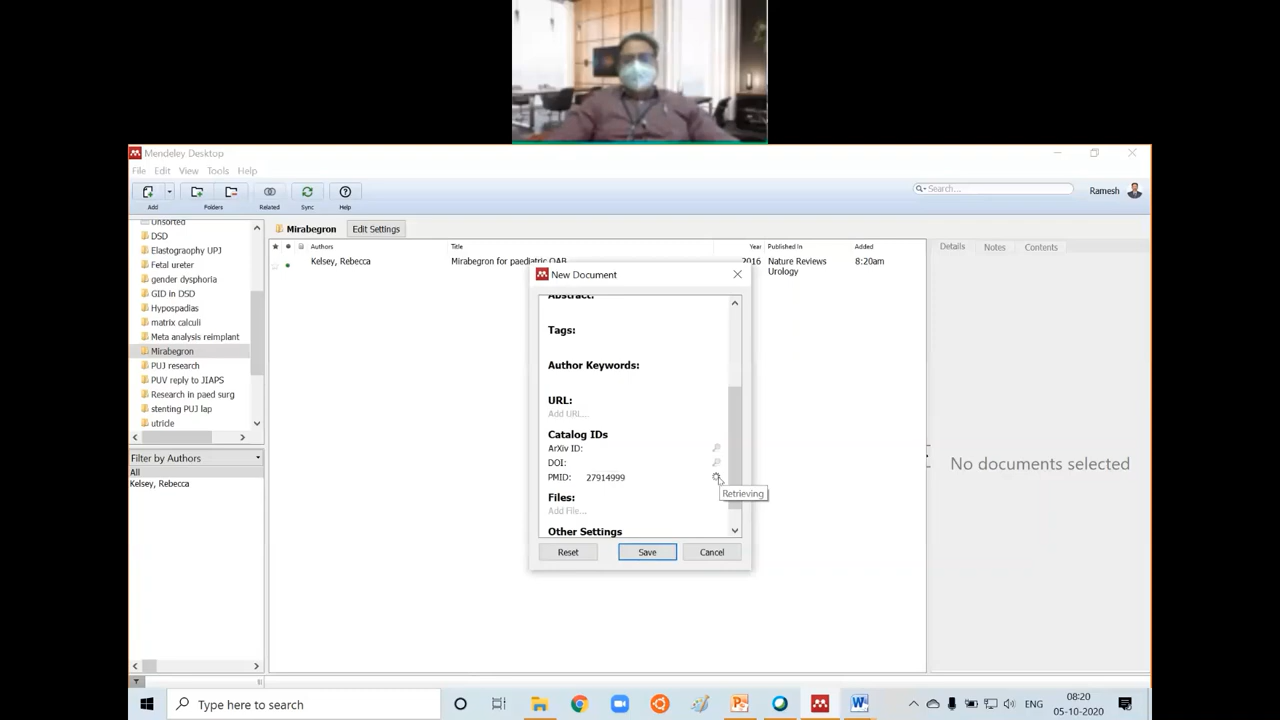 Mendeley Desktop
File Edit View Tools Help
Search...
Ramesh
Add Folders Related Sync Help
Unsorted
DSD
Elastograophy UPJ
Fetal ureter
gender dysphoria
GID in DSD
Hypospadias
matrix calculi
Meta analysis reimplant
Mirabegron
PUJ research
PUV reply to JIAPS
Research in paed surg
stenting PUJ lap
utricle
Filter by Authors
All
Kelsey, Rebecca
Mirabegron Edit Settings
Authors Title Year Published In Added
Kelsey, Rebecca Mirabegron for paediatric OAB 2016 Nature Reviews 8:20am
Urology
New Document
Abstract:
Tags:
Author Keywords:
URL:
Add URL...
Catalog IDs
ArXiv ID:
DOI:
PMID: 27914999
Retrieving
Files:
Add File...
Other Settings
Reset Save Cancel
Details Notes Contents
No documents selected
Type here to search
ENG
08:20
05-10-2020